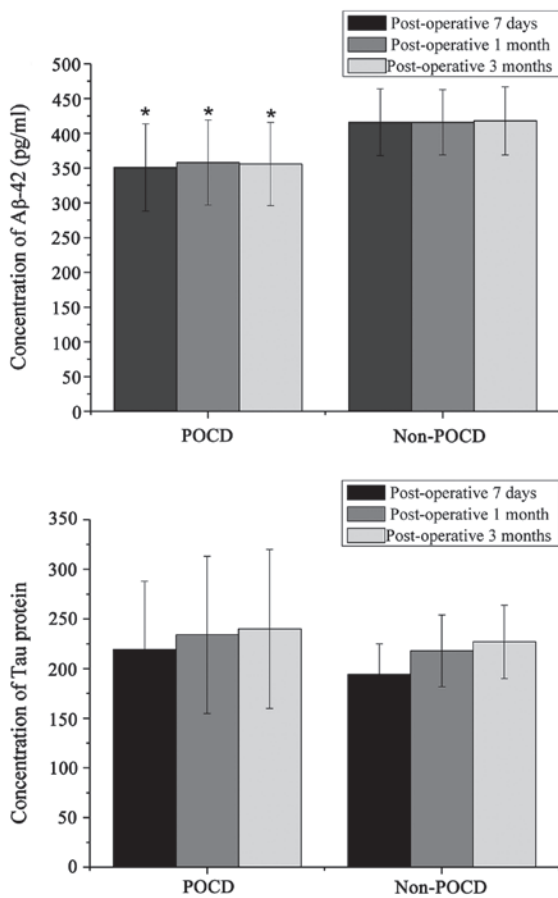 Post-operative 7 days
Post-operative 1 month
Post-operative 3 months
500
450
400
350
300
250
200
150
100
50
0
Concentration of Aβ-42 (pg/ml)
* * *
POCD Non-POCD
Post-operative 7 days
Post-operative 1 month
Post-operative 3 months
350
300
250
200
150
100
50
0
Concentration of Tau protein
POCD Non-POCD